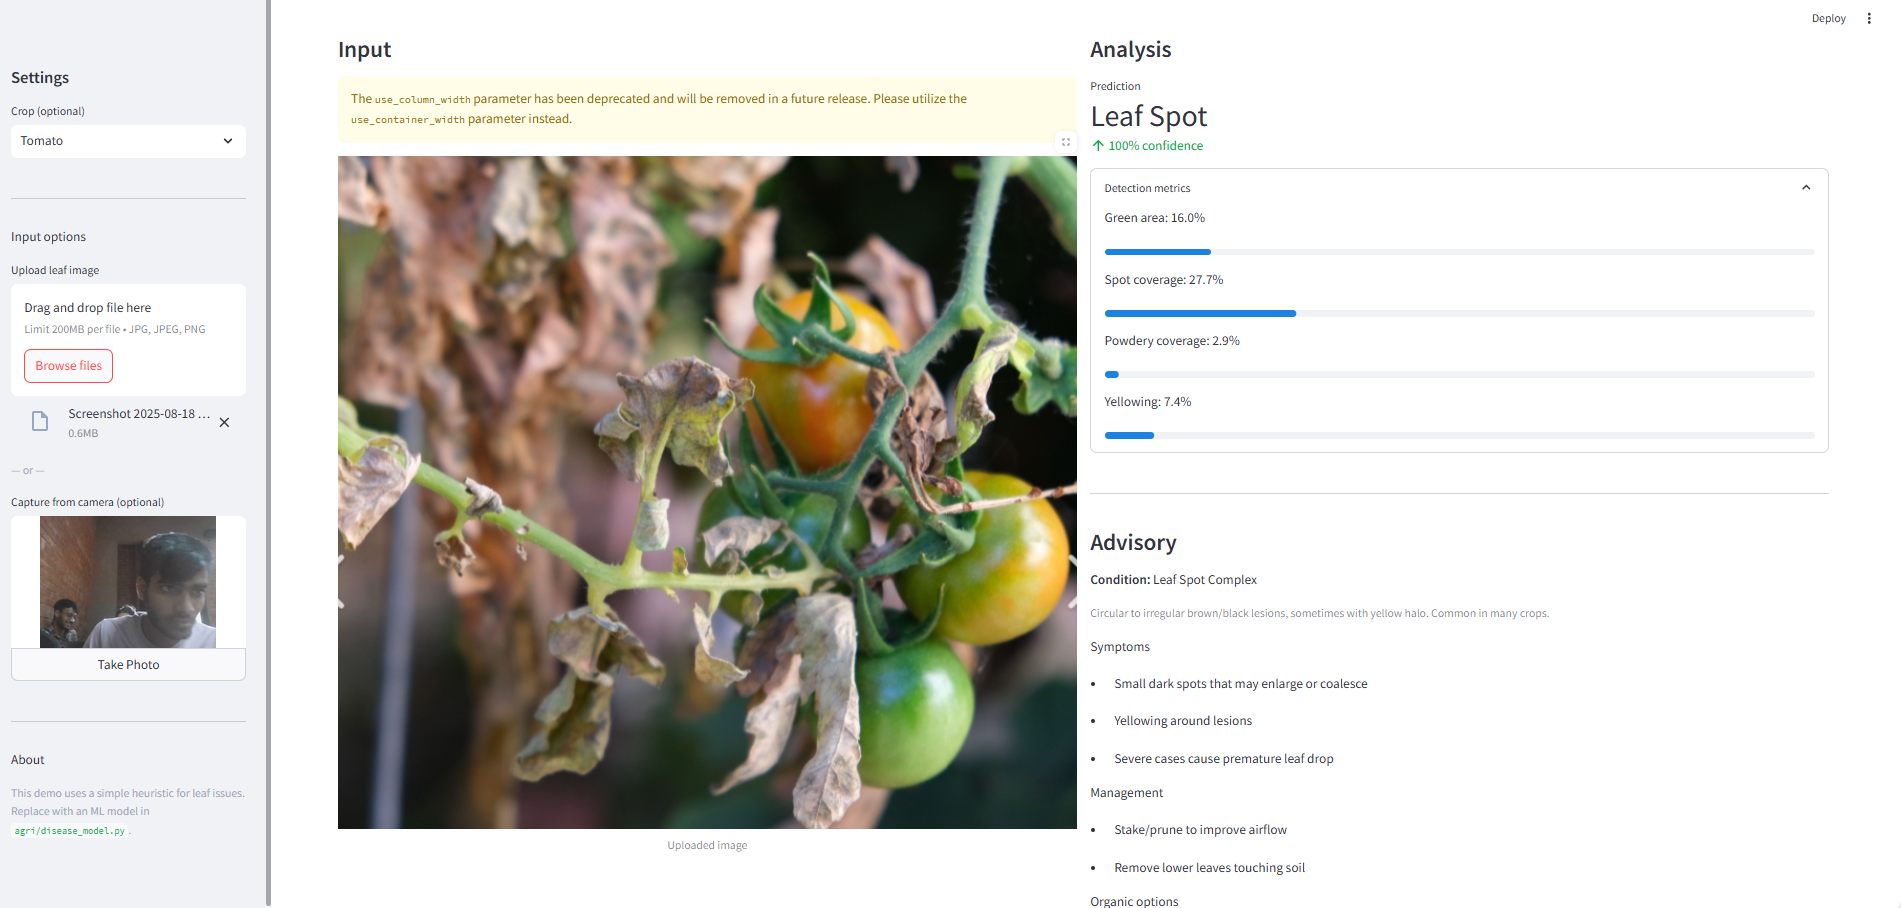 Deploy
Settings
Crop (optional)
Tomato
Input options
Upload leaf image
Drag and drop file here
Limit 200MB per file • JPG, JPEG, PNG
Browse files
Screenshot 2025-08-18 ...
0.6MB
— or —
Capture from camera (optional)
Take Photo
About
This demo uses a simple heuristic for leaf issues.
Replace with an ML model in
agri/disease_model.py .
Input
The use_column_width parameter has been deprecated and will be removed in a future release. Please utilize the
use_container_width parameter instead.
Uploaded image
Analysis
Prediction
Leaf Spot
100% confidence
Detection metrics
Green area: 16.0%
Spot coverage: 27.7%
Powdery coverage: 2.9%
Yellowing: 7.4%
Advisory
Condition: Leaf Spot Complex
Circular to irregular brown/black lesions, sometimes with yellow halo. Common in many crops.
Symptoms
• Small dark spots that may enlarge or coalesce
• Yellowing around lesions
• Severe cases cause premature leaf drop
Management
• Stake/prune to improve airflow
• Remove lower leaves touching soil
Organic options